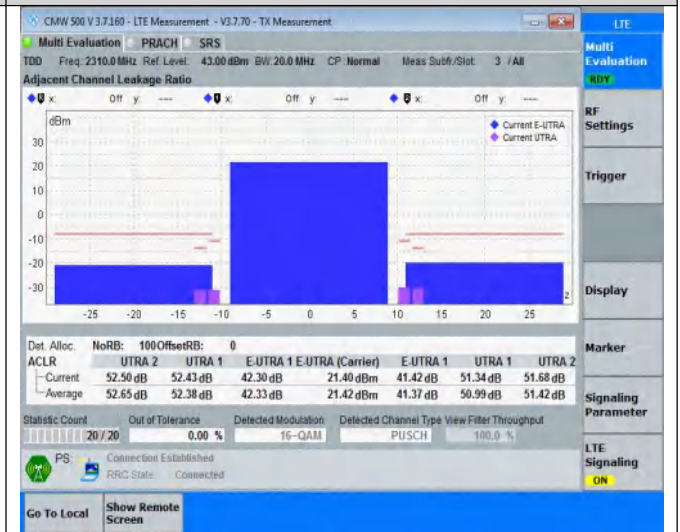 CMW 500 V 3.7.160 - LTE Measurement - V3.7.70 - TX Measurement
LTE
Multi Evaluation PRACH SRS
Multi Evaluation
RDY
TDD Freq: 2310.0 MHz Ref. Level: 43.00 dBm BW: 20.0 MHz CP: Normal Meas Subfr./Slot: 3 / All
Adjacent Channel Leakage Ratio
x: Off y: --- x: Off y: --- x: Off y: ---
dBm
Current E-UTRA
Current UTRA
30
20
10
0
-10
-20
-30
2
-25 -20 -15 -10 -5 0 5 10 15 20 25
RF Settings
Trigger
Display
Marker
Signaling Parameter
LTE Signaling
ON
Det. Alloc. NoRB: 100 OffsetRB: 0
ACLR UTRA 2 UTRA 1 E-UTRA 1 E-UTRA (Carrier) E-UTRA 1 UTRA 1 UTRA 2
Current 52.50 dB 52.43 dB 42.30 dB 21.40 dBm 41.42 dB 51.34 dB 51.68 dB
Average 52.65 dB 52.38 dB 42.33 dB 21.42 dBm 41.37 dB 50.99 dB 51.42 dB
Statistic Count Out of Tolerance Detected Modulation Detected Channel Type View Filter Throughput
20 / 20 0.00 % 16-QAM PUSCH 100.0 %
PS: Connection Established
RRC State Connected
Go To Local Show Remote Screen